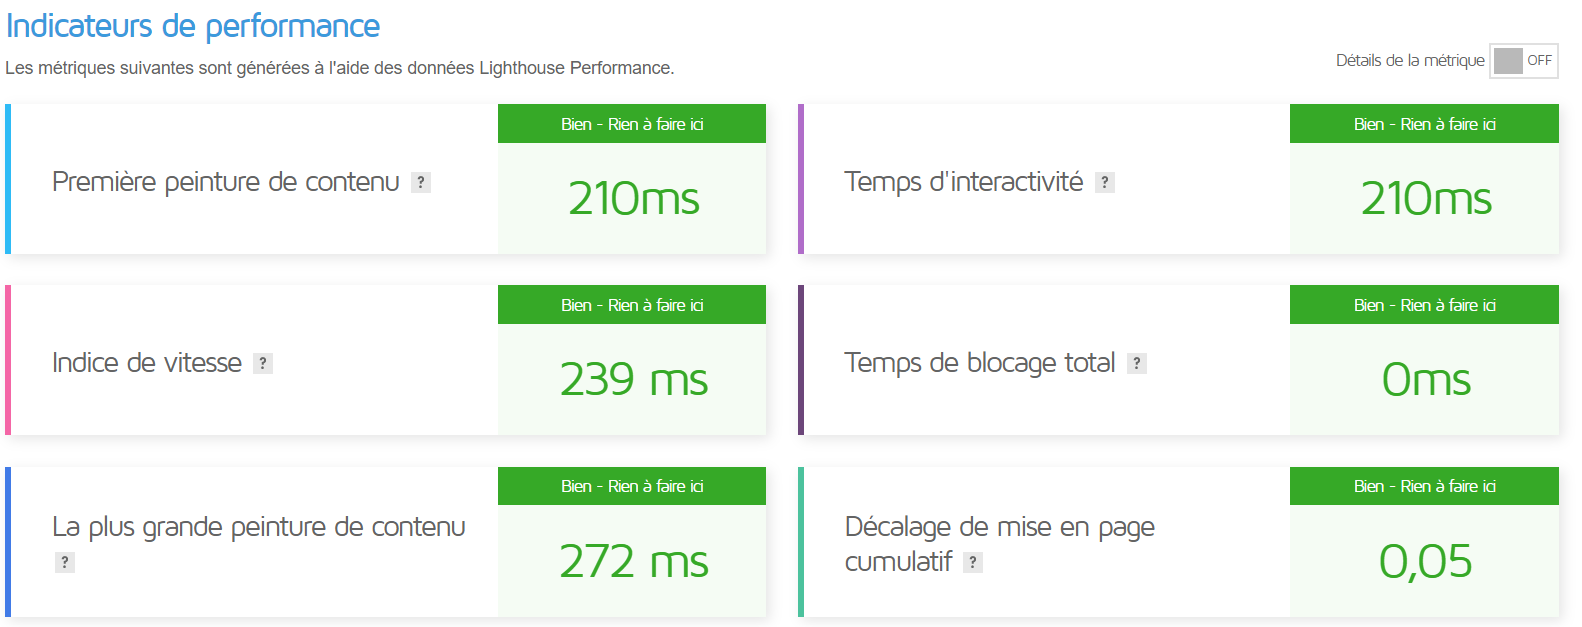 Indicateurs de performance
Les métriques suivantes sont générées à l'aide des données Lighthouse Performance.
Détails de la métrique OFF
Première peinture de contenu ?
Bien - Rien à faire ici
210ms
Temps d'interactivité ?
Bien - Rien à faire ici
210ms
Indice de vitesse ?
Bien - Rien à faire ici
239 ms
Temps de blocage total ?
Bien - Rien à faire ici
0ms
La plus grande peinture de contenu
?
Bien - Rien à faire ici
272 ms
Décalage de mise en page
cumulatif ?
Bien - Rien à faire ici
0,05